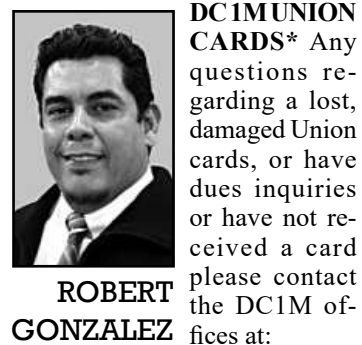 DC1M UNION
CARDS* Any
questions re-
garding a lost,
damaged Union
cards, or have
dues inquiries
or have not re-
ceived a card
please contact
the DC1M of-
fices at:
ROBERT
GONZALEZ